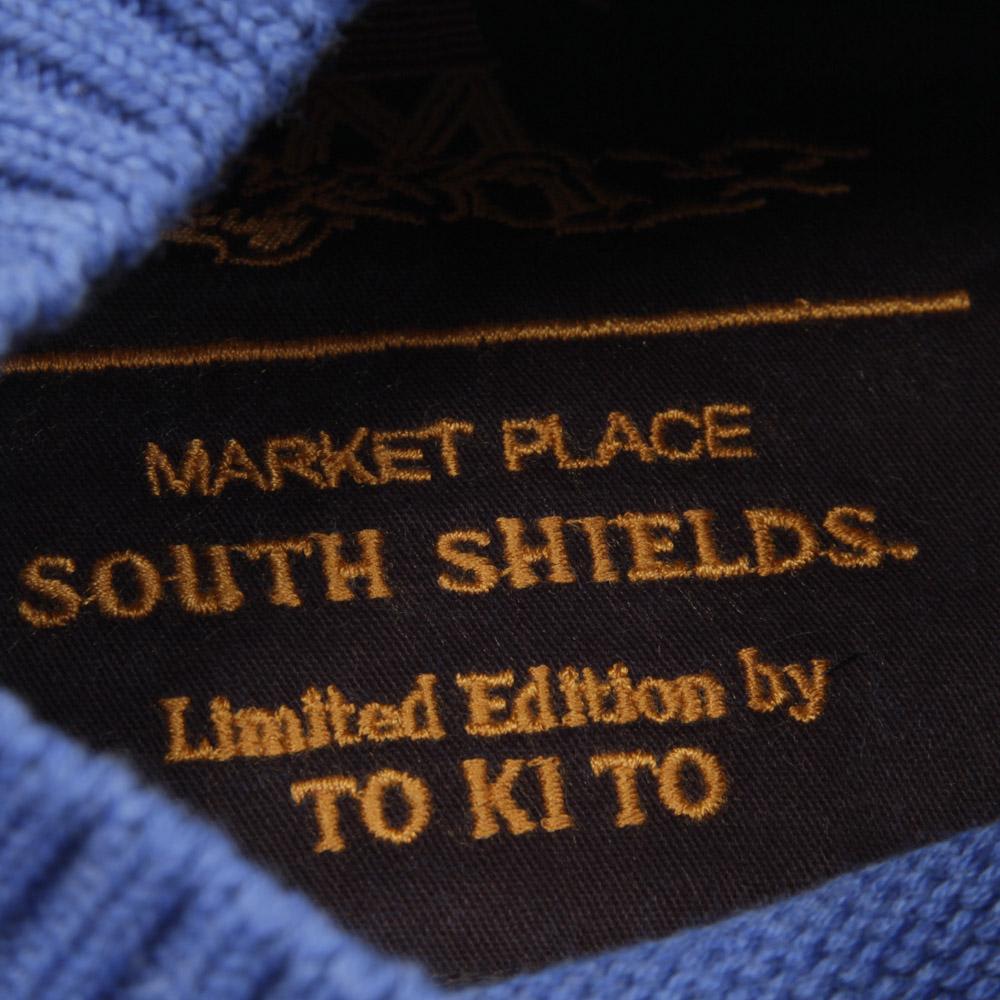 MARKET PLACE
SOUTH SHIELDS.
Limited Edition by
TO KI TO